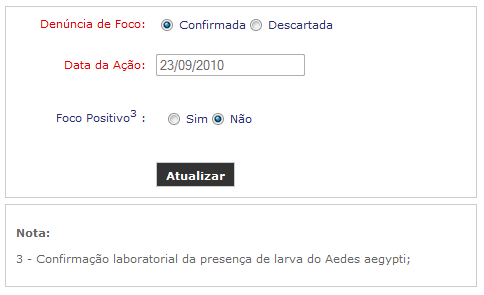 Denúncia de Foco: Confirmada Descartada
Data da Ação: 23/09/2010
Foco Positivo3 : Sim Não
Atualizar
Nota:
3 - Confirmação laboratorial da presença de larva do Aedes aegypti;